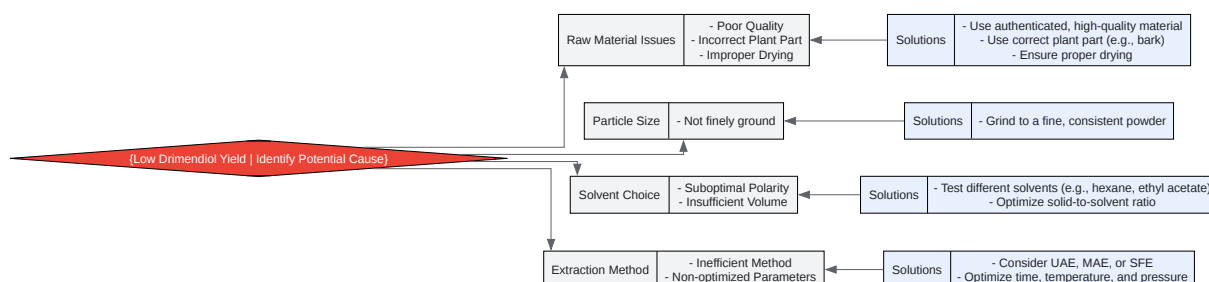 Raw Material Issues
- Poor Quality
- Incorrect Plant Part
- Improper Drying
Solutions
- Use authenticated, high-quality material
- Use correct plant part (e.g., bark)
- Ensure proper drying
Particle Size
- Not finely ground
Solutions
- Grind to a fine, consistent powder
{Low Drimendiol Yield | Identify Potential Cause}
Solvent Choice
- Suboptimal Polarity
- Insufficient Volume
Solutions
- Test different solvents (e.g., hexane, ethyl acetate)
- Optimize solid-to-solvent ratio
Extraction Method
- Inefficient Method
- Non-optimized Parameters
Solutions
- Consider UAE, MAE, or SFE
- Optimize time, temperature, and pressure